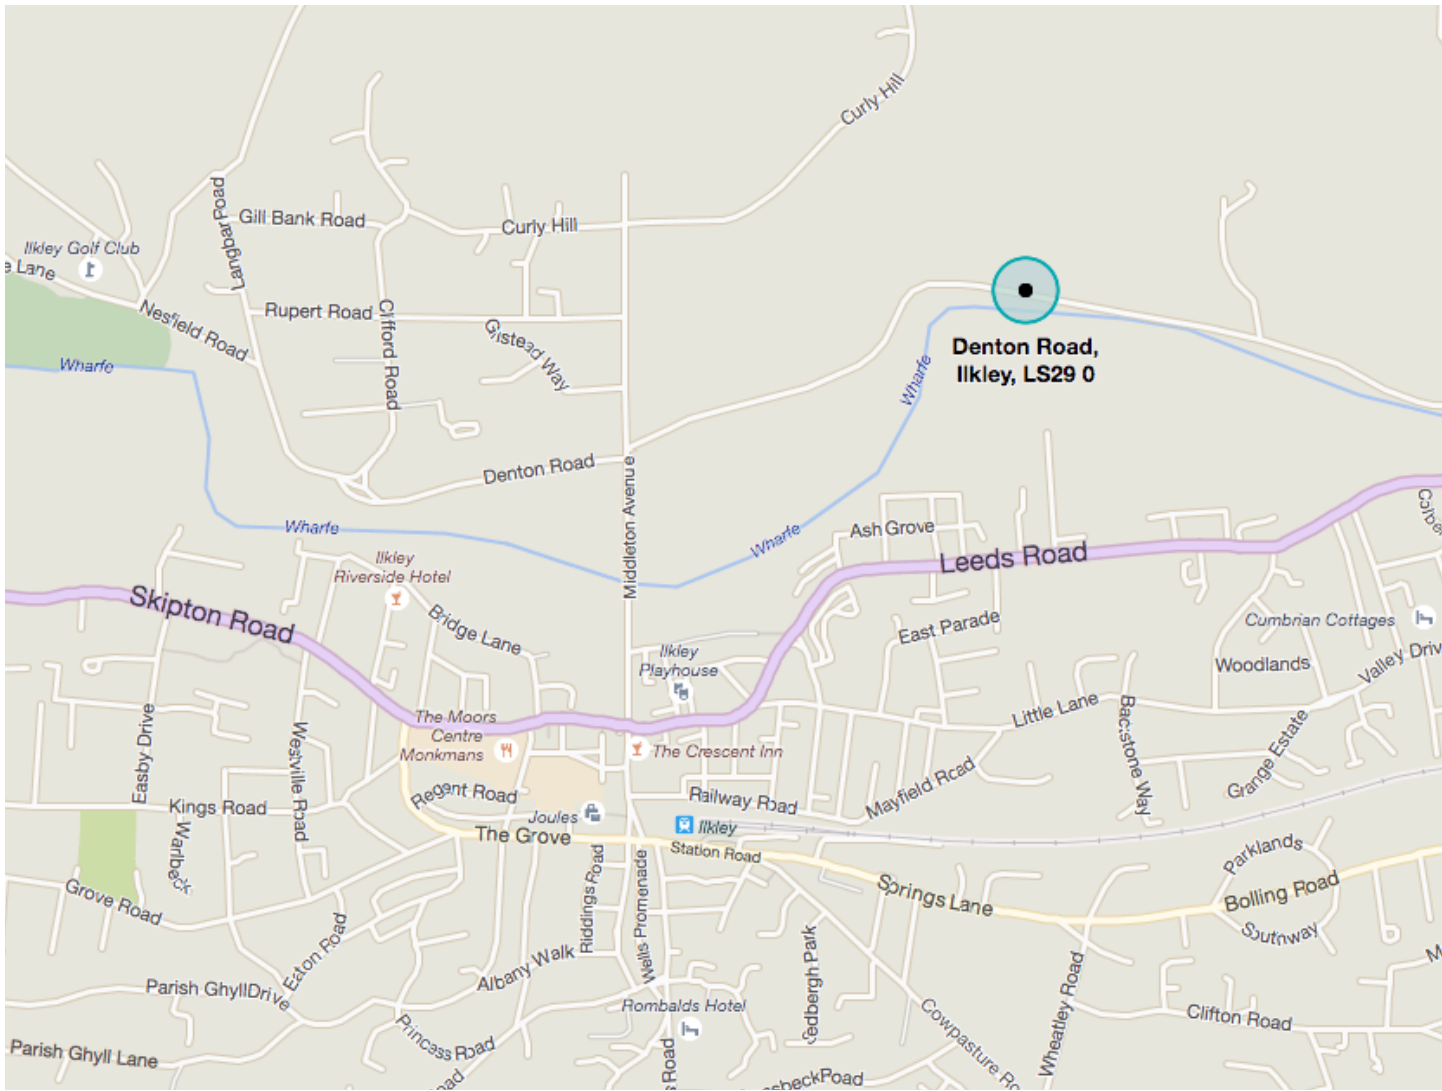 Curly Hill
Langbar Road
Gill Bank Road
Curly Hill
Ilkley Golf Club
e Lane
Nesfield Road
Rupert Road
Clifford Road
Gistead Way
Denton Road,
Ilkley, LS29 0
Wharfe
Wharfe
Denton Road
Middleton Avenue
Wharfe
Wharfe
Ash Grove
Leeds Road
Ilkley
Riverside Hotel
Skipton Road
Bridge Lane
Ilkley
Playhouse
East Parade
Cumbrian Cottages
Woodlands
Valley Driv
Little Lane
Grange Estate
Easby Drive
Westville Road
The Moors
Centre
Monkmans
The Crescent Inn
Mayfield Road
Kings Road
Regent Road
Railway Road
Joules
Ilkley
The Grove
Station Road
Parklands
Springs Lane
Bolling Road
Southway
Grove Road
Eaton Road
Riddings Road
Wells Promenade
Albany Walk
Sedbergh Park
Wheatley Road
Parish Ghyll Drive
Rombalds Hotel
Cowpasture Ro
Clifton Road
Princess Road
Parish Ghyll Lane
oad
s Road
sbeck Road
M